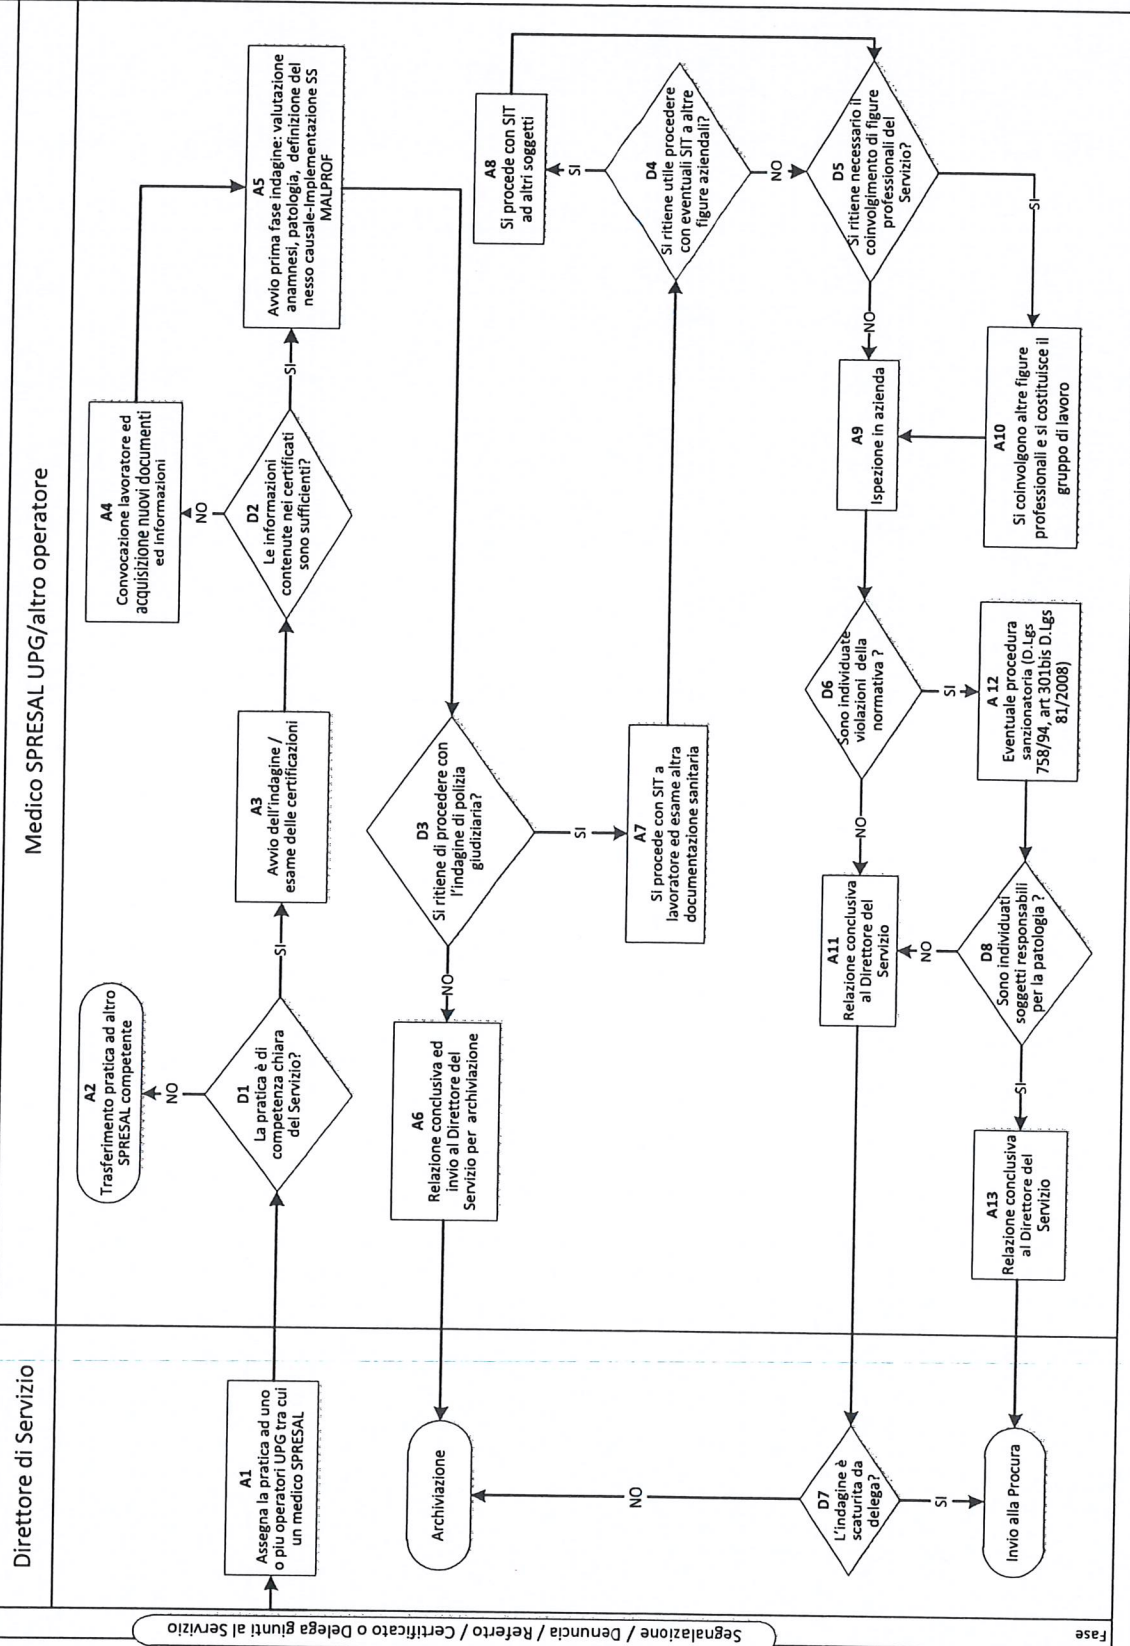 Direttore di Servizio
Medico SPRESAL UPG/altro operatore
Fase
Segnalazione / Denuncia / Referto / Certificato o Delega giunti al Servizio
A1
Assegna la pratica ad uno
o piu operatori UPG tra cui
un medico SPRESAL
D1
La pratica è di
competenza chiara
del Servizio?
NO
A2
Trasferimento pratica ad altro
SPRESAL competente
SI
A3
Avvio dell'indagine /
esame delle certificazioni
D2
Le informazioni
contenute nei certificati
sono sufficienti?
NO
A4
Convocazione lavoratore ed
acquisizione nuovi documenti
ed informazioni
SI
A5
Avvio prima fase indagine: valutazione
anamnesi, patologia, definizione del
nesso causale-Implementazione SS
MALPROF
D3
Si ritiene di procedere con
l'indagine di polizia
giudiziaria?
NO
A6
Relazione conclusiva ed
invio al Direttore del
Servizio per archiviazione
Archiviazione
SI
A7
Si procede con SIT a
lavoratore ed esame altra
documentazione sanitaria
D4
Si ritiene utile procedere
con eventuali SIT a altre
figure aziendali?
SI
A8
Si procede con SIT
ad altri soggetti
NO
D5
Si ritiene necessario il
coinvolgimento di figure
professionali del
Servizio?
NO
SI
A9
Ispezione in azienda
A10
Si coinvolgono altre figure
professionali e si costituisce il
gruppo di lavoro
D6
Sono individuate
violazioni della
normativa ?
NO
SI
A11
Relazione conclusiva
al Direttore del
Servizio
A 12
Eventuale procedura
sanzionatoria (D.Lgs
758/94, art 301bis D.Lgs
81/2008)
D8
Sono individuati
soggetti responsabili
per la patologia ?
NO
SI
A13
Relazione conclusiva
al Direttore del
Servizio
D7
L'indagine è
scaturita da
delega?
NO
SI
Invio alla Procura